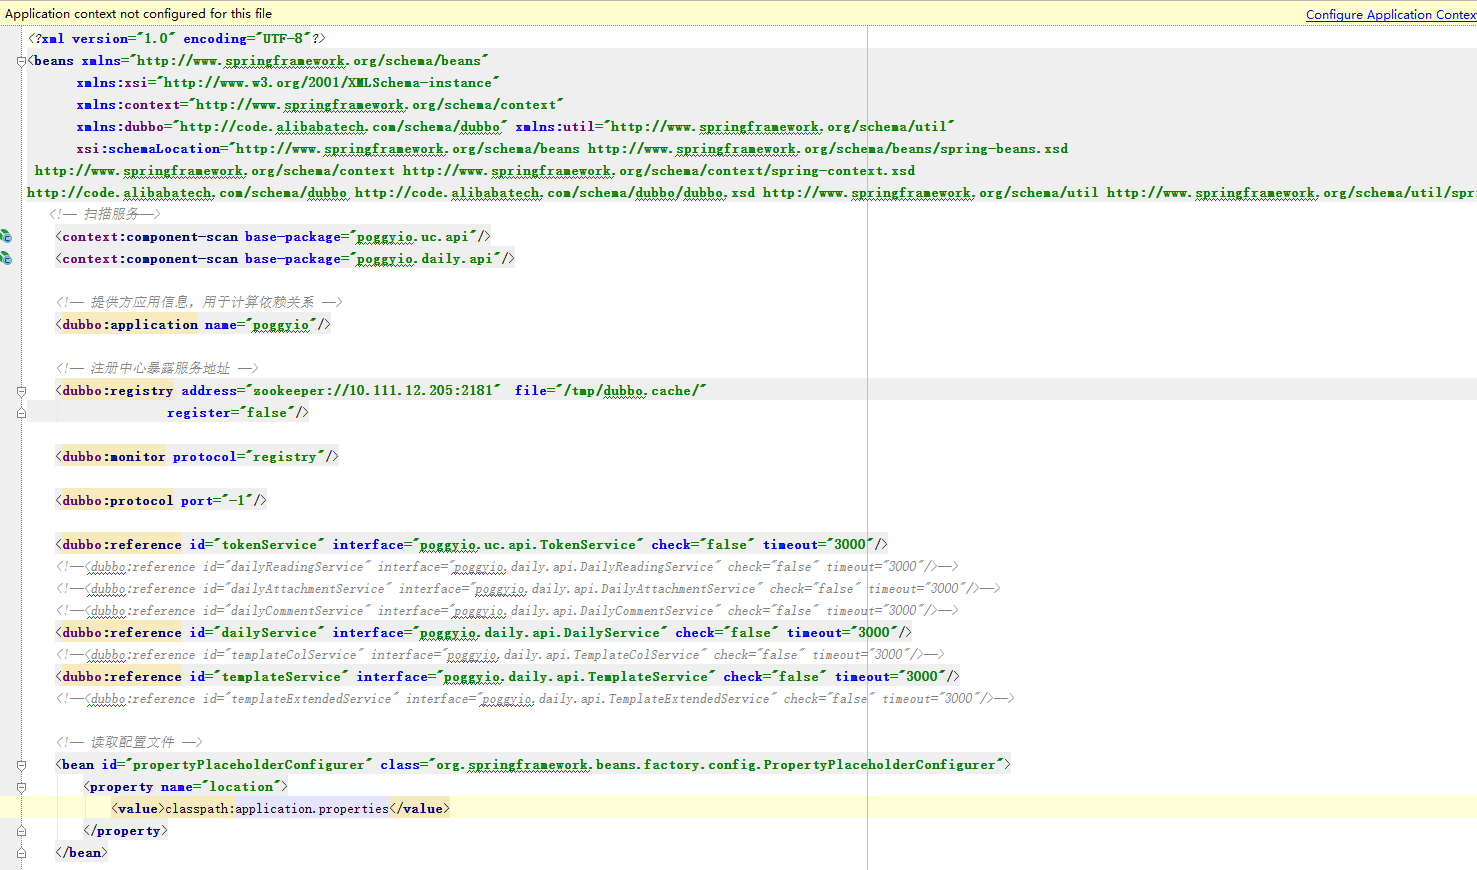 Application context not configured for this file
Configure Application Contex
<?xml version="1.0" encoding="UTF-8"?>
<beans xmlns="http://www.springframework.org/schema/beans"
xmlns:xsi="http://www.w3.org/2001/XMLSchema-instance"
xmlns:context="http://www.springframework.org/schema/context"
xmlns:dubbo="http://code.alibabatech.com/schema/dubbo" xmlns:util="http://www.springframework.org/schema/util"
xsi:schemaLocation="http://www.springframework.org/schema/beans http://www.springframework.org/schema/beans/spring-beans.xsd
http://www.springframework.org/schema/context http://www.springframework.org/schema/context/spring-context.xsd
http://code.alibabatech.com/schema/dubbo http://code.alibabatech.com/schema/dubbo/dubbo.xsd http://www.springframework.org/schema/util http://www.springframework.org/schema/util/spri
<!-- 扫描服务-->
<context:component-scan base-package="poggyio.uc.api"/>
<context:component-scan base-package="poggyio.daily.api"/>
<!-- 提供方应用信息，用于计算依赖关系 -->
<dubbo:application name="poggyio"/>
<!-- 注册中心暴露服务地址 -->
<dubbo:registry address="zookeeper://10.111.12.205:2181" file="/tmp/dubbo.cache/"
register="false"/>
<dubbo:monitor protocol="registry"/>
<dubbo:protocol port="-1"/>
<dubbo:reference id="tokenService" interface="poggyio.uc.api.TokenService" check="false" timeout="3000"/>
<!--<dubbo:reference id="dailyReadingService" interface="poggyio.daily.api.DailyReadingService" check="false" timeout="3000"/>-->
<!--<dubbo:reference id="dailyAttachmentService" interface="poggyio.daily.api.DailyAttachmentService" check="false" timeout="3000"/>-->
<!--<dubbo:reference id="dailyCommentService" interface="poggyio.daily.api.DailyCommentService" check="false" timeout="3000"/>-->
<dubbo:reference id="dailyService" interface="poggyio.daily.api.DailyService" check="false" timeout="3000"/>
<!--<dubbo:reference id="templateColService" interface="poggyio.daily.api.TemplateColService" check="false" timeout="3000"/>-->
<dubbo:reference id="templateService" interface="poggyio.daily.api.TemplateService" check="false" timeout="3000"/>
<!--<dubbo:reference id="templateExtendedService" interface="poggyio.daily.api.TemplateExtendedService" check="false" timeout="3000"/>-->
<!-- 读取配置文件 -->
<bean id="propertyPlaceholderConfigurer" class="org.springframework.beans.factory.config.PropertyPlaceholderConfigurer">
<property name="location">
<value>classpath:application.properties</value>
</property>
</bean>